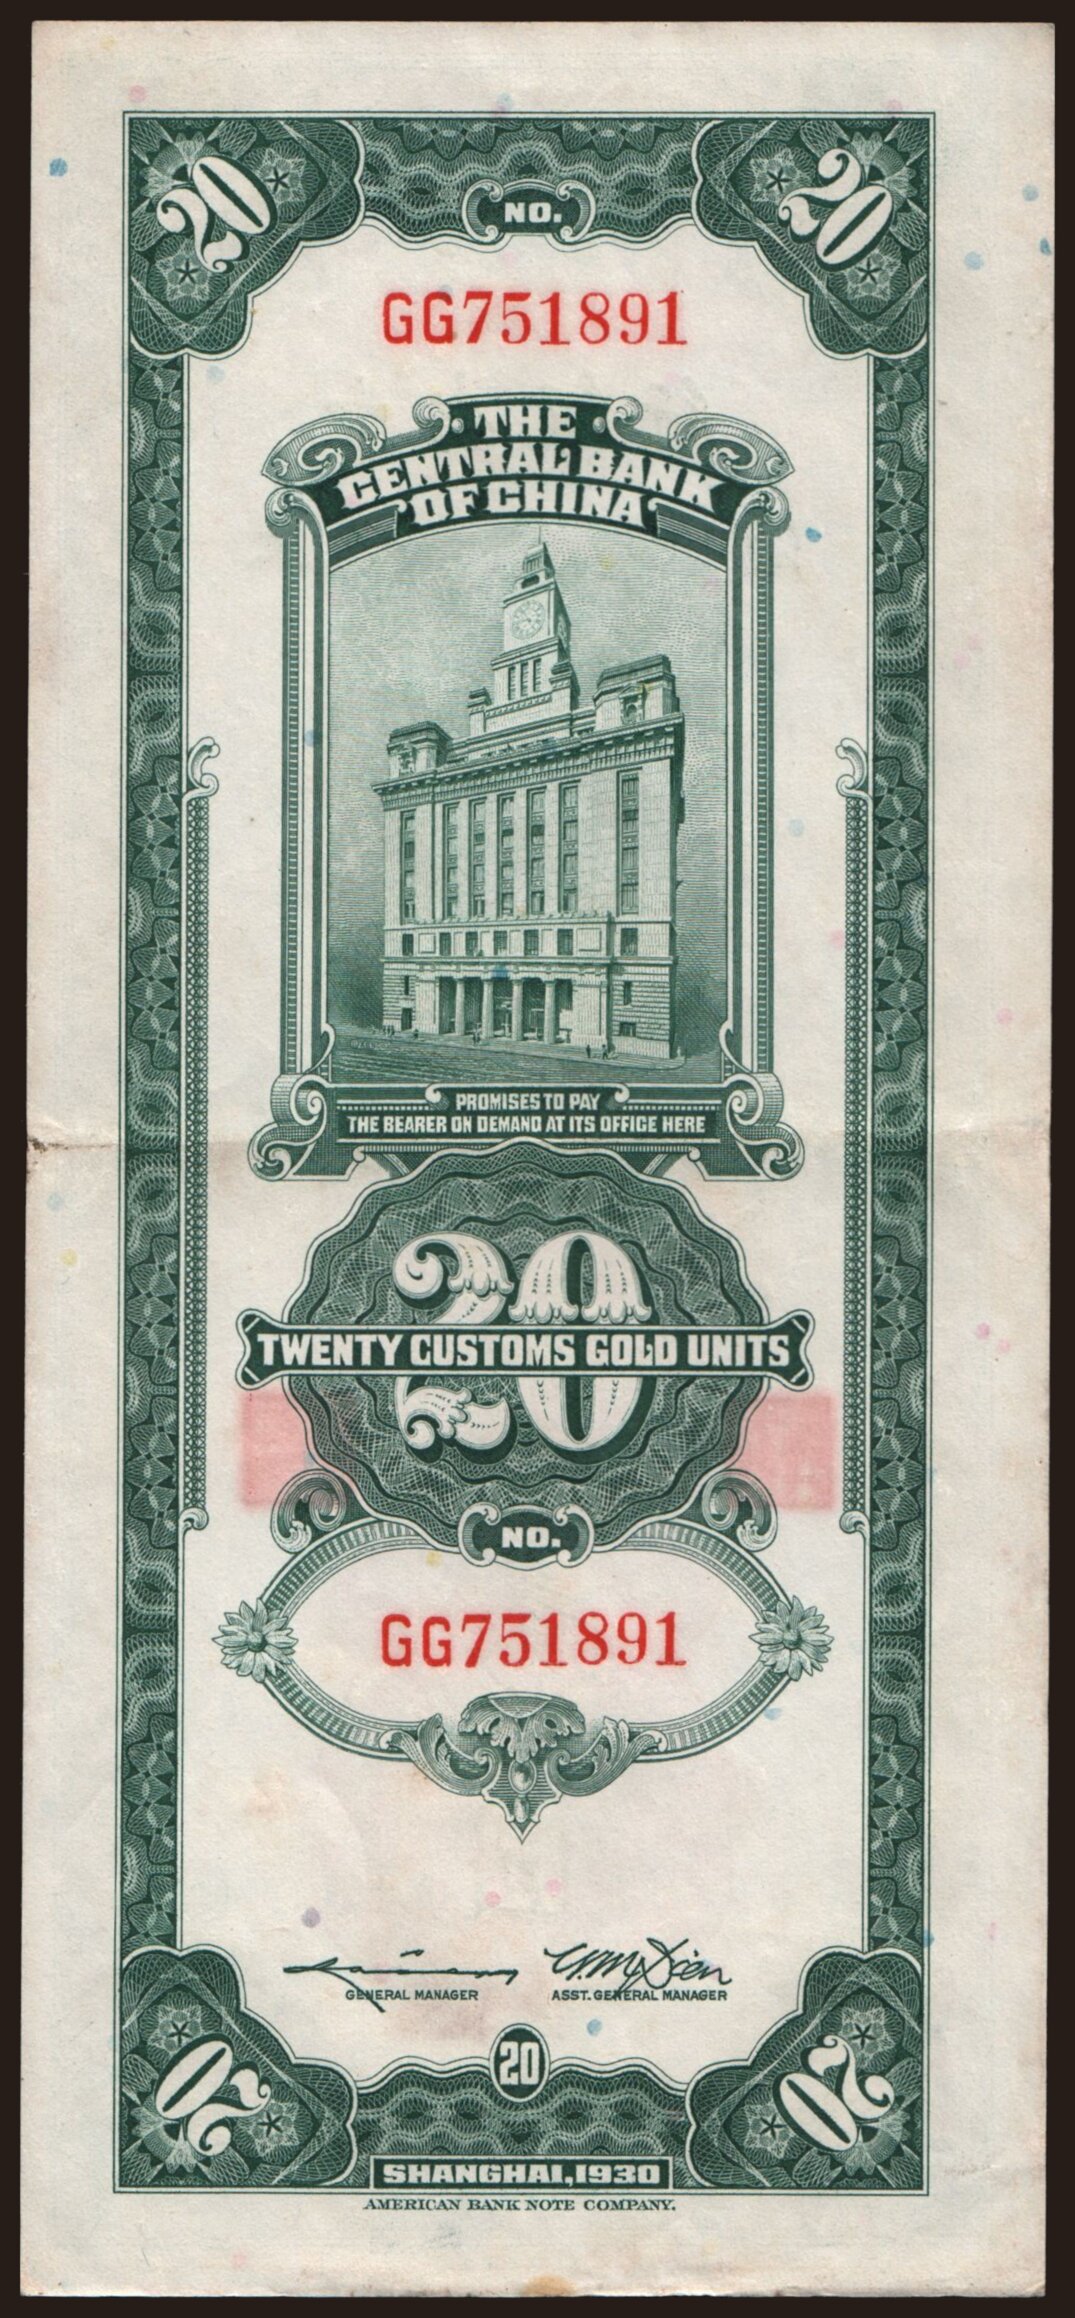 20
NO.
20
GG751891
THE
CENTRAL BANK
OF CHINA
PROMISES TO PAY
THE BEARER ON DEMAND AT ITS OFFICE HERE
20
TWENTY CUSTOMS GOLD UNITS
NO.
GG751891
GENERAL MANAGER
ASST. GENERAL MANAGER
20
20
20
SHANGHAI, 1930
AMERICAN BANK NOTE COMPANY.